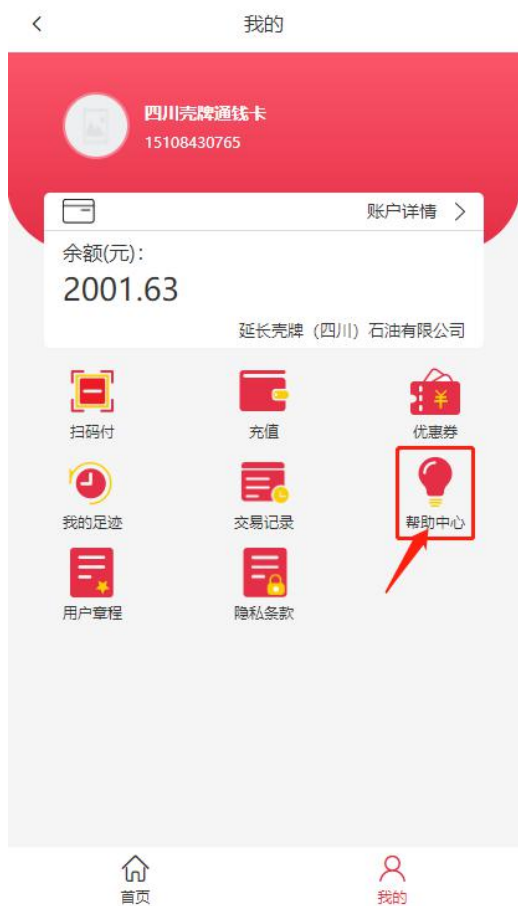 我的
四川壳牌通钱卡
15108430765
账户详情
余额(元):
2001.63
延长壳牌（四川）石油有限公司
扫码付
充值
优惠券
我的足迹
交易记录
帮助中心
用户章程
隐私条款
首页
我的